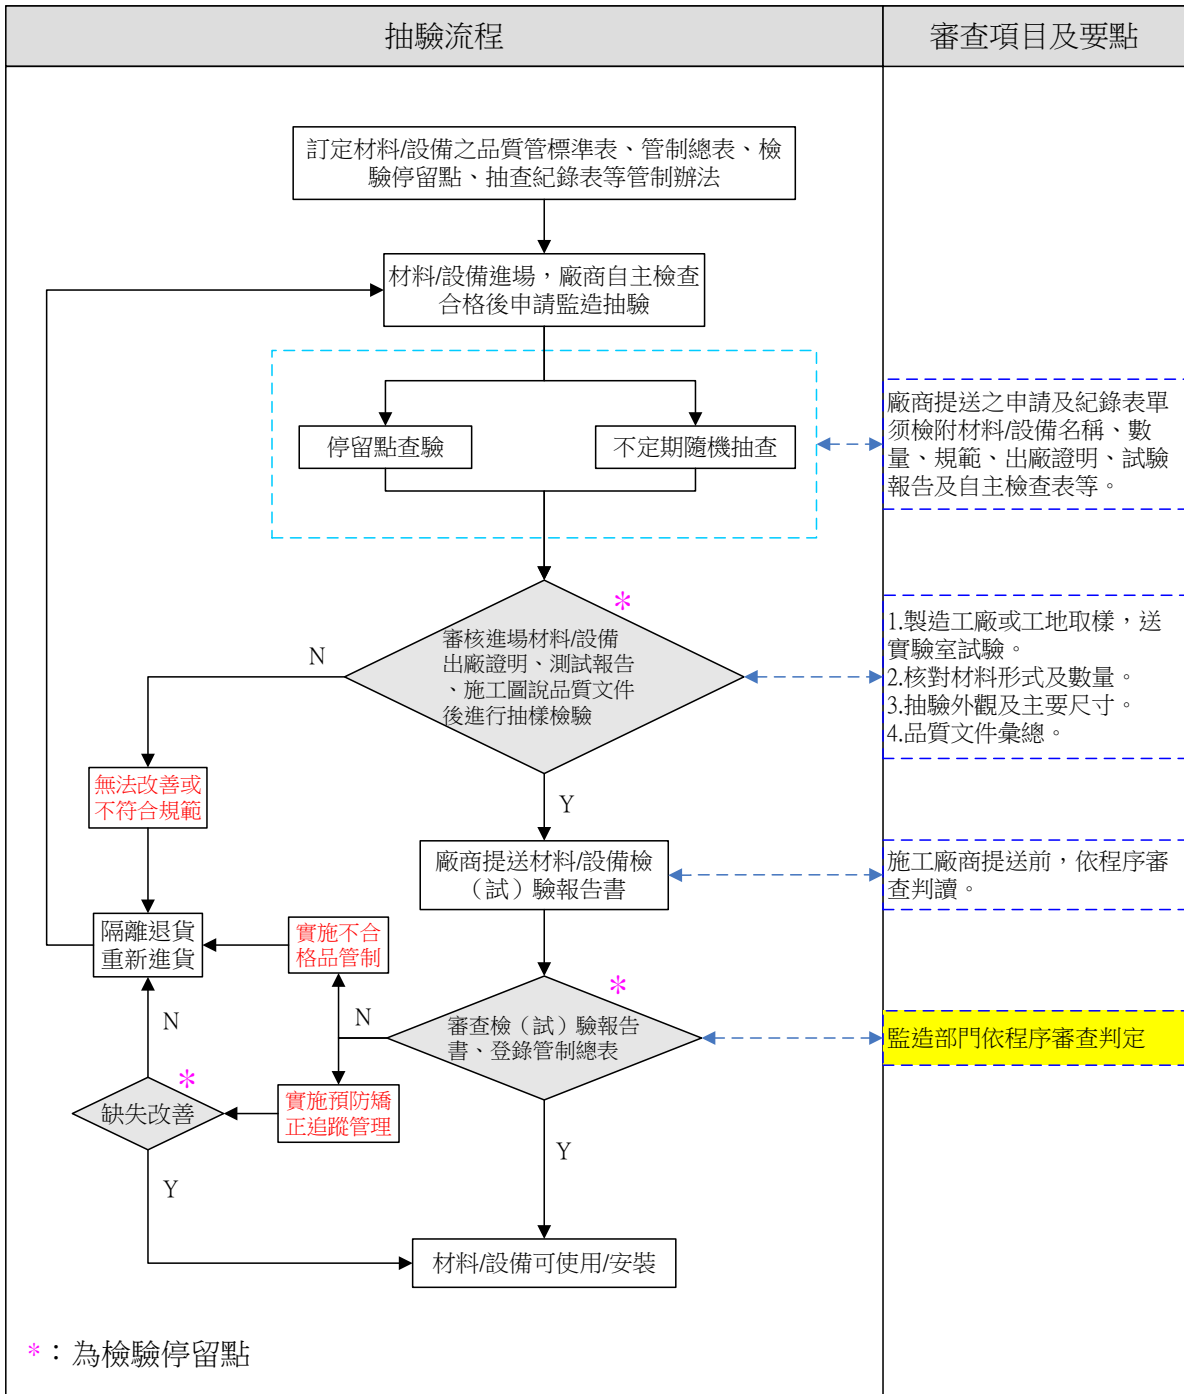 抽驗流程
審查項目及要點
訂定材料/設備之品質管標準表、管制總表、檢
驗停留點、抽查紀錄表等管制辦法
材料/設備進場，廠商自主檢查
合格後申請監造抽驗
停留點查驗
不定期隨機抽查
廠商提送之申請及紀錄表單
須檢附材料/設備名稱、數
量、規範、出廠證明、試驗
報告及自主檢查表等。
*
審核進場材料/設備
出廠證明、測試報告
、施工圖說品質文件
後進行抽樣檢驗
N
Y
1.製造工廠或工地取樣，送
實驗室試驗。
2.核對材料形式及數量。
3.抽驗外觀及主要尺寸。
4.品質文件彙總。
無法改善或
不符合規範
廠商提送材料/設備檢
（試）驗報告書
施工廠商提送前，依程序審
查判讀。
隔離退貨
重新進貨
實施不合
格品管制
*
審查檢（試）驗報告
書、登錄管制總表
N
Y
監造部門依程序審查判定
實施預防矯
正追蹤管理
*
缺失改善
N
Y
材料/設備可使用/安裝
*：為檢驗停留點